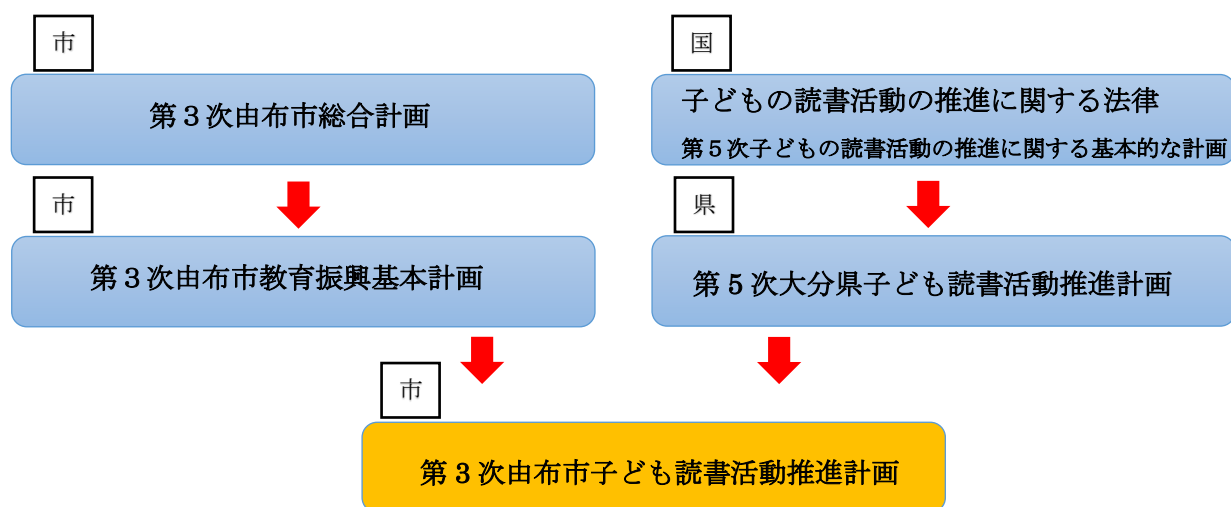 市
国
第３次由布市総合計画
子どもの読書活動の推進に関する法律
第５次子どもの読書活動の推進に関する基本的な計画
市
県
第３次由布市教育振興基本計画
第 5 次大分県子ども読書活動推進計画
市
第 3 次由布市子ども読書活動推進計画